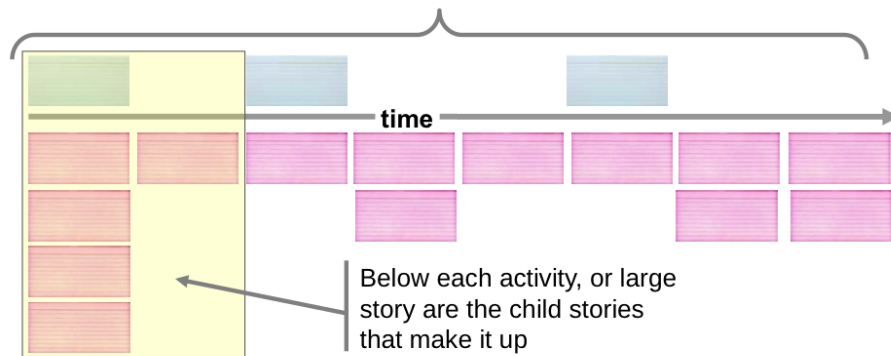 time
Below each activity, or large
story are the child stories
that make it up